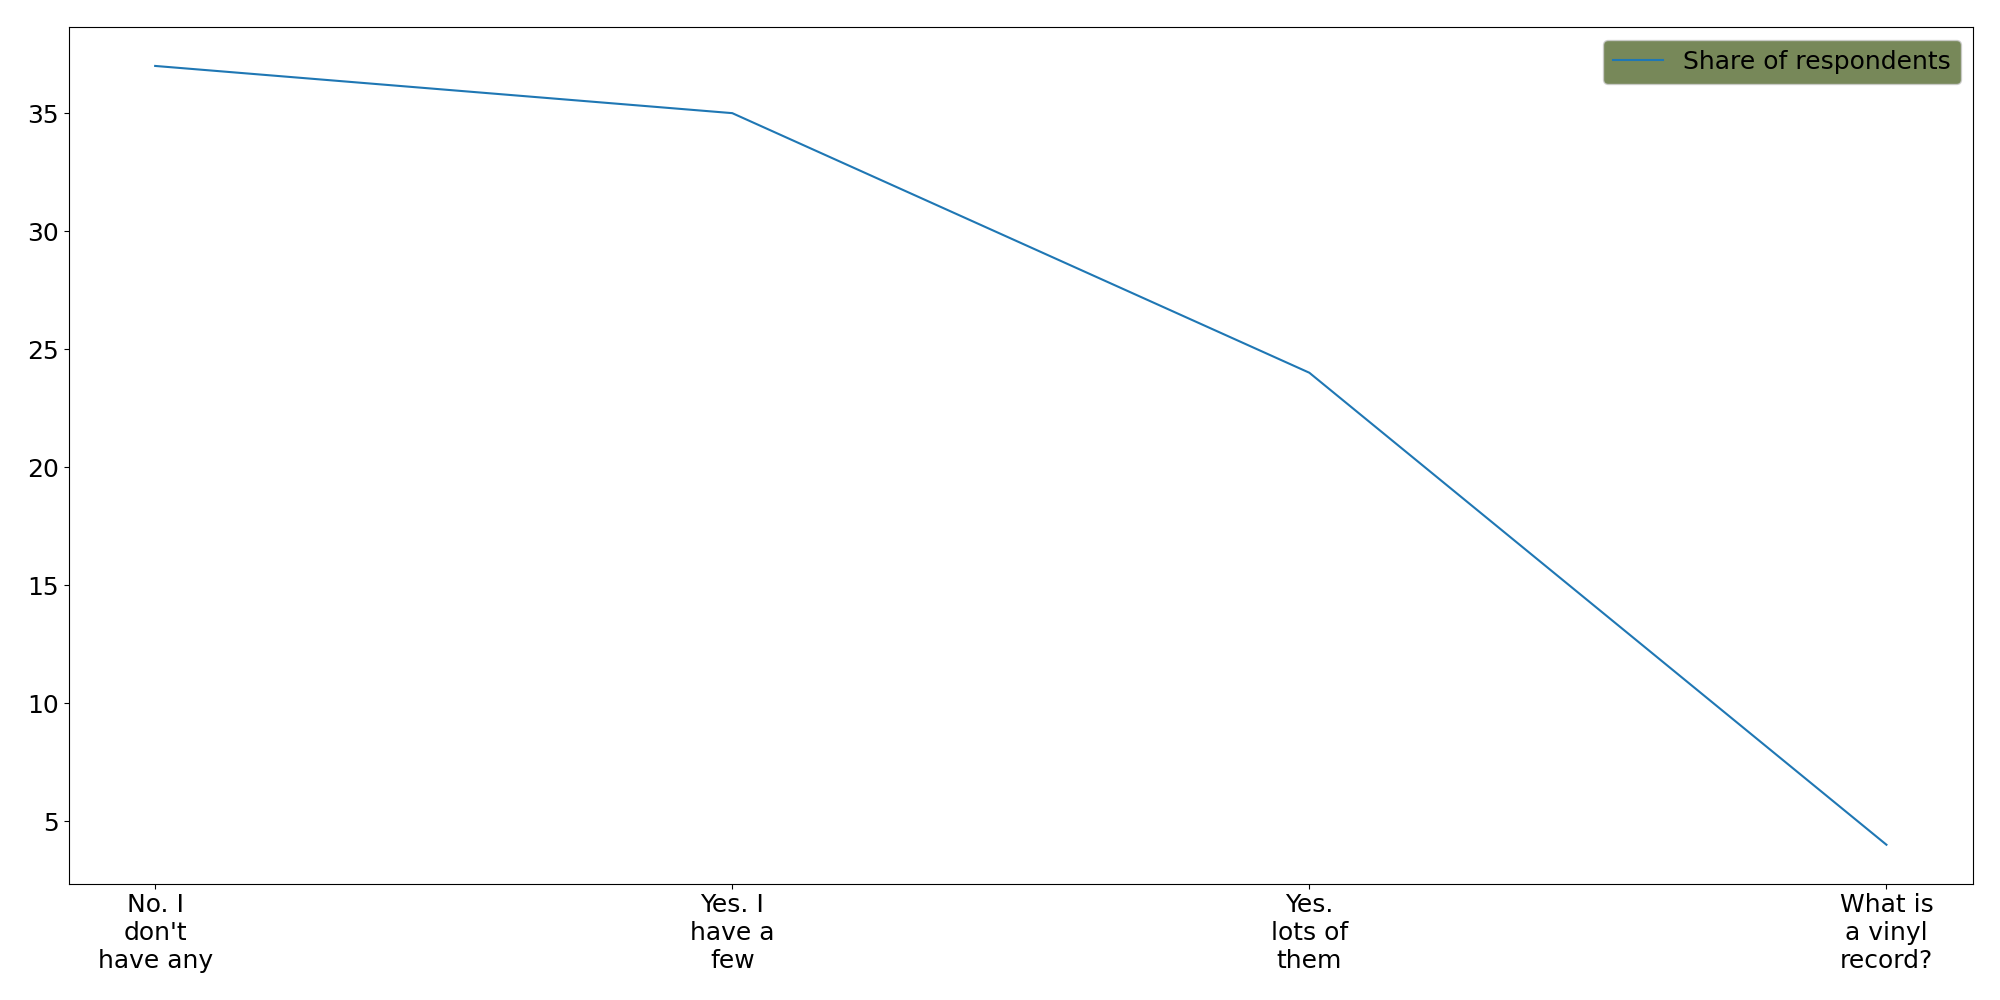 Share of respondents
35
30
25
20
15
10
5
No. I
don't
have any
Yes. I
have a
few
Yes.
lots of
them
What is
a vinyl
record?